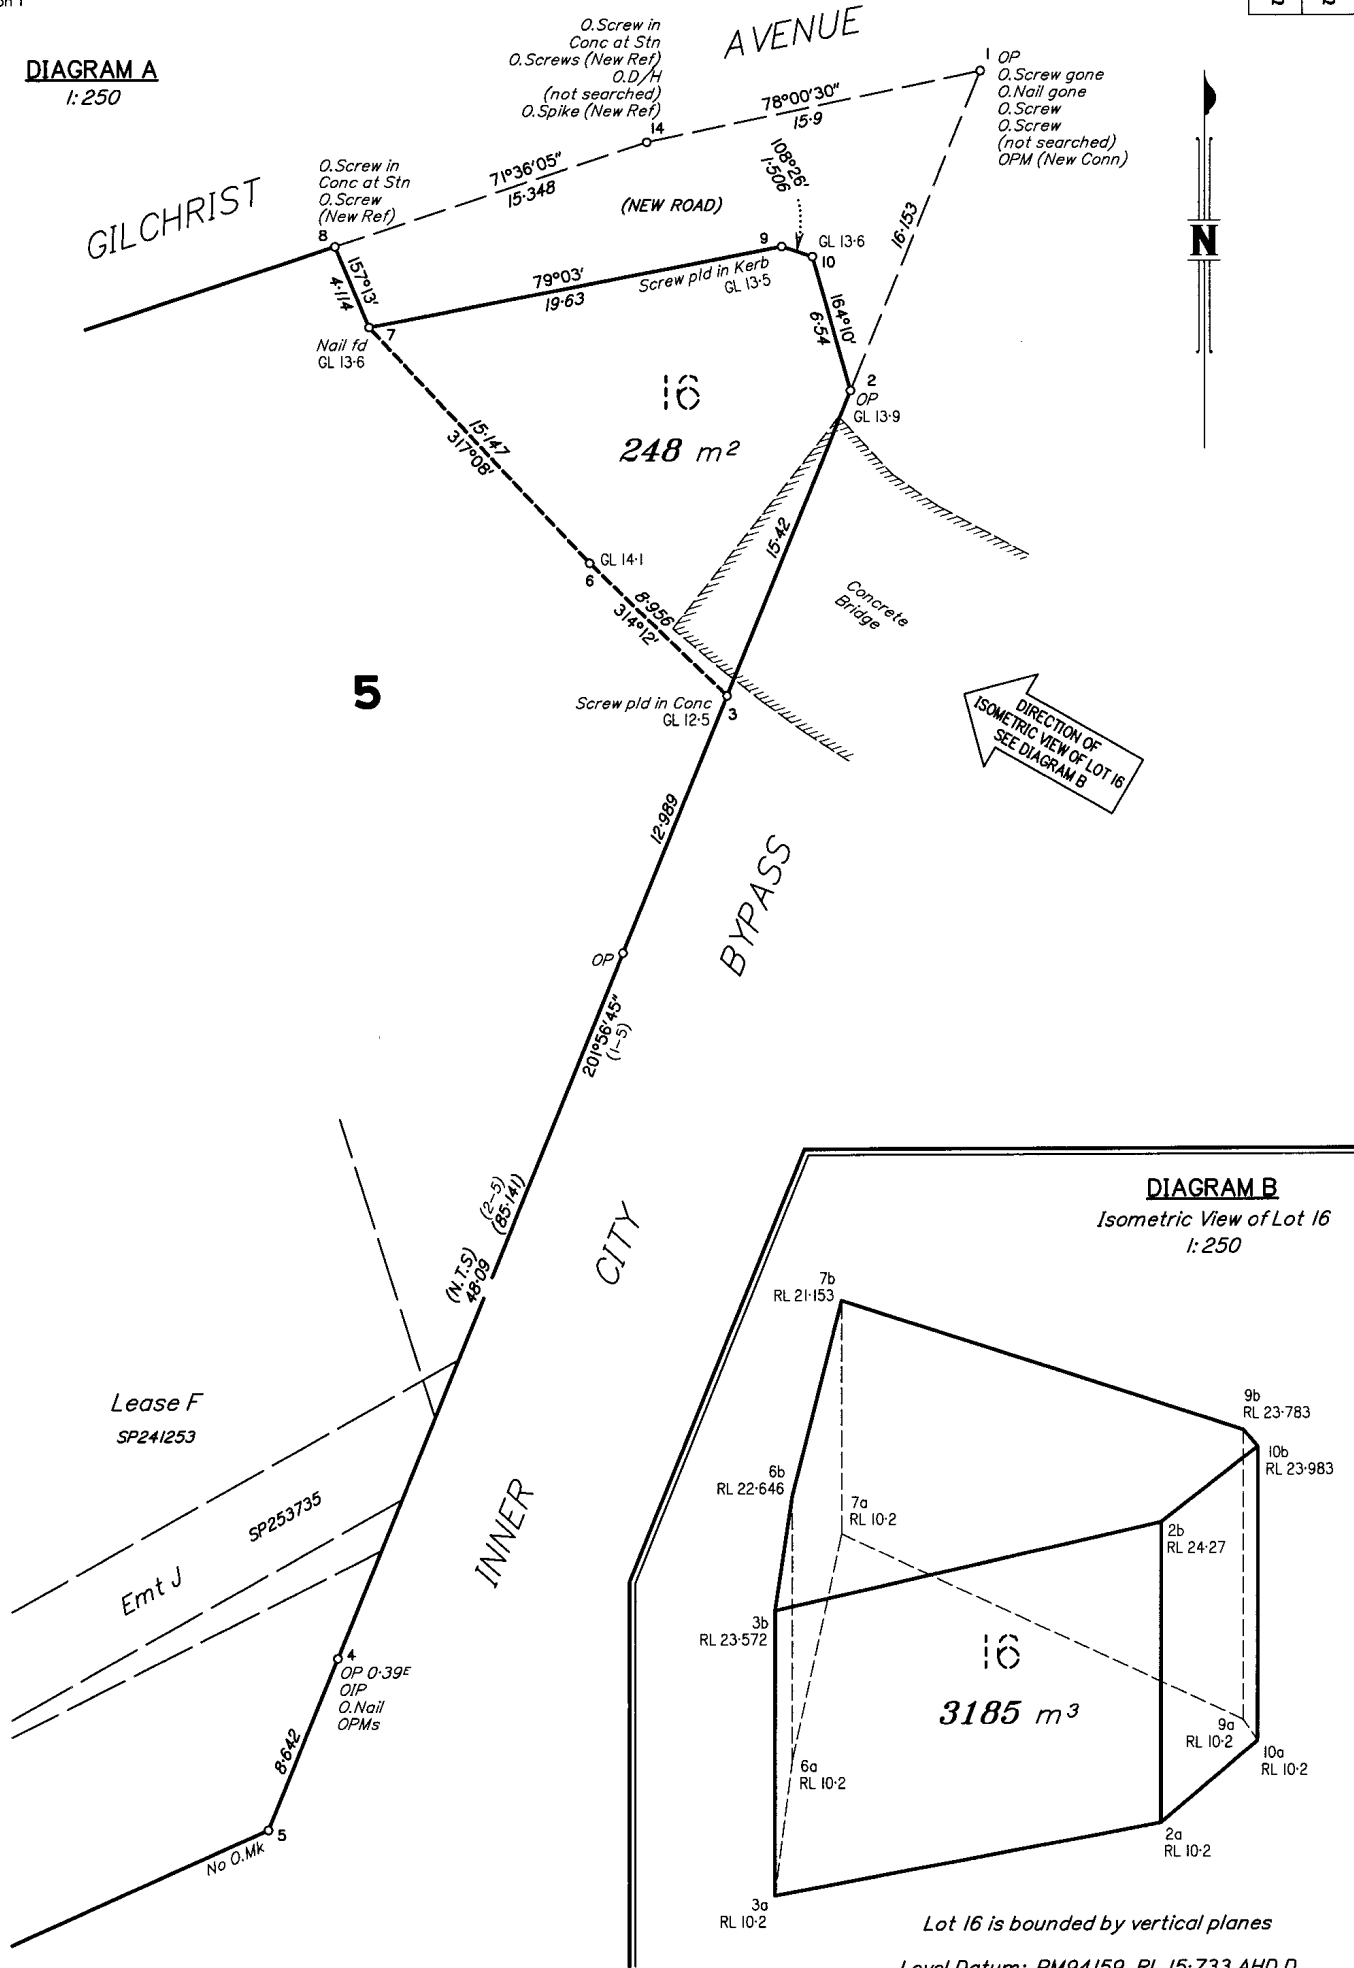 DIAGRAM A
1:250
O.Screw in
Conc at Stn
O.Screws (New Ref)
O.D/H
(not searched)
O.Spike (New Ref)
14
AVENUE
1 OP
O.Screw gone
O.Nail gone
O.Screw
O.Screw
(not searched)
OPM (New Conn)
78°00'30"
15·9
71°36'05"
15·348
108°26'
1·506
(NEW ROAD)
GILCHRIST
O.Screw in
Conc at Stn
O.Screw
(New Ref)
8
157°13'
4·114
7
Nail fd
GL 13·6
79°03'
19·63
9
Screw pld in Kerb
GL 13·5
GL 13·6
10
164°10'
6·54
16·153
N
2
OP
GL 13·9
16
248 m²
15·147
317°08'
GL 14·1
6
8·956
314°12'
15·42
Concrete
Bridge
5
Screw pld in Conc
GL 12·5
3
DIRECTION OF
ISOMETRIC VIEW OF LOT 16
SEE DIAGRAM B
12·989
OP
201°56'45"
(1-5)
BYPASS
(2-5)
(85·141)
(N.T.S)
48·09
CITY
INNER
Lease F
SP241253
SP253735
Emt J
4
OP 0·39E
OIP
O.Nail
OPMs
8·642
5
No O.Mk
DIAGRAM B
Isometric View of Lot 16
1:250
7b
RL 21·153
9b
RL 23·783
10b
RL 23·983
6b
RL 22·646
7a
RL 10·2
2b
RL 24·27
3b
RL 23·572
16
3185 m³
9a
RL 10·2
10a
RL 10·2
6a
RL 10·2
2a
RL 10·2
3a
RL 10·2
Lot 16 is bounded by vertical planes
Level Datum: PM94159 RL 15·733 AHD D